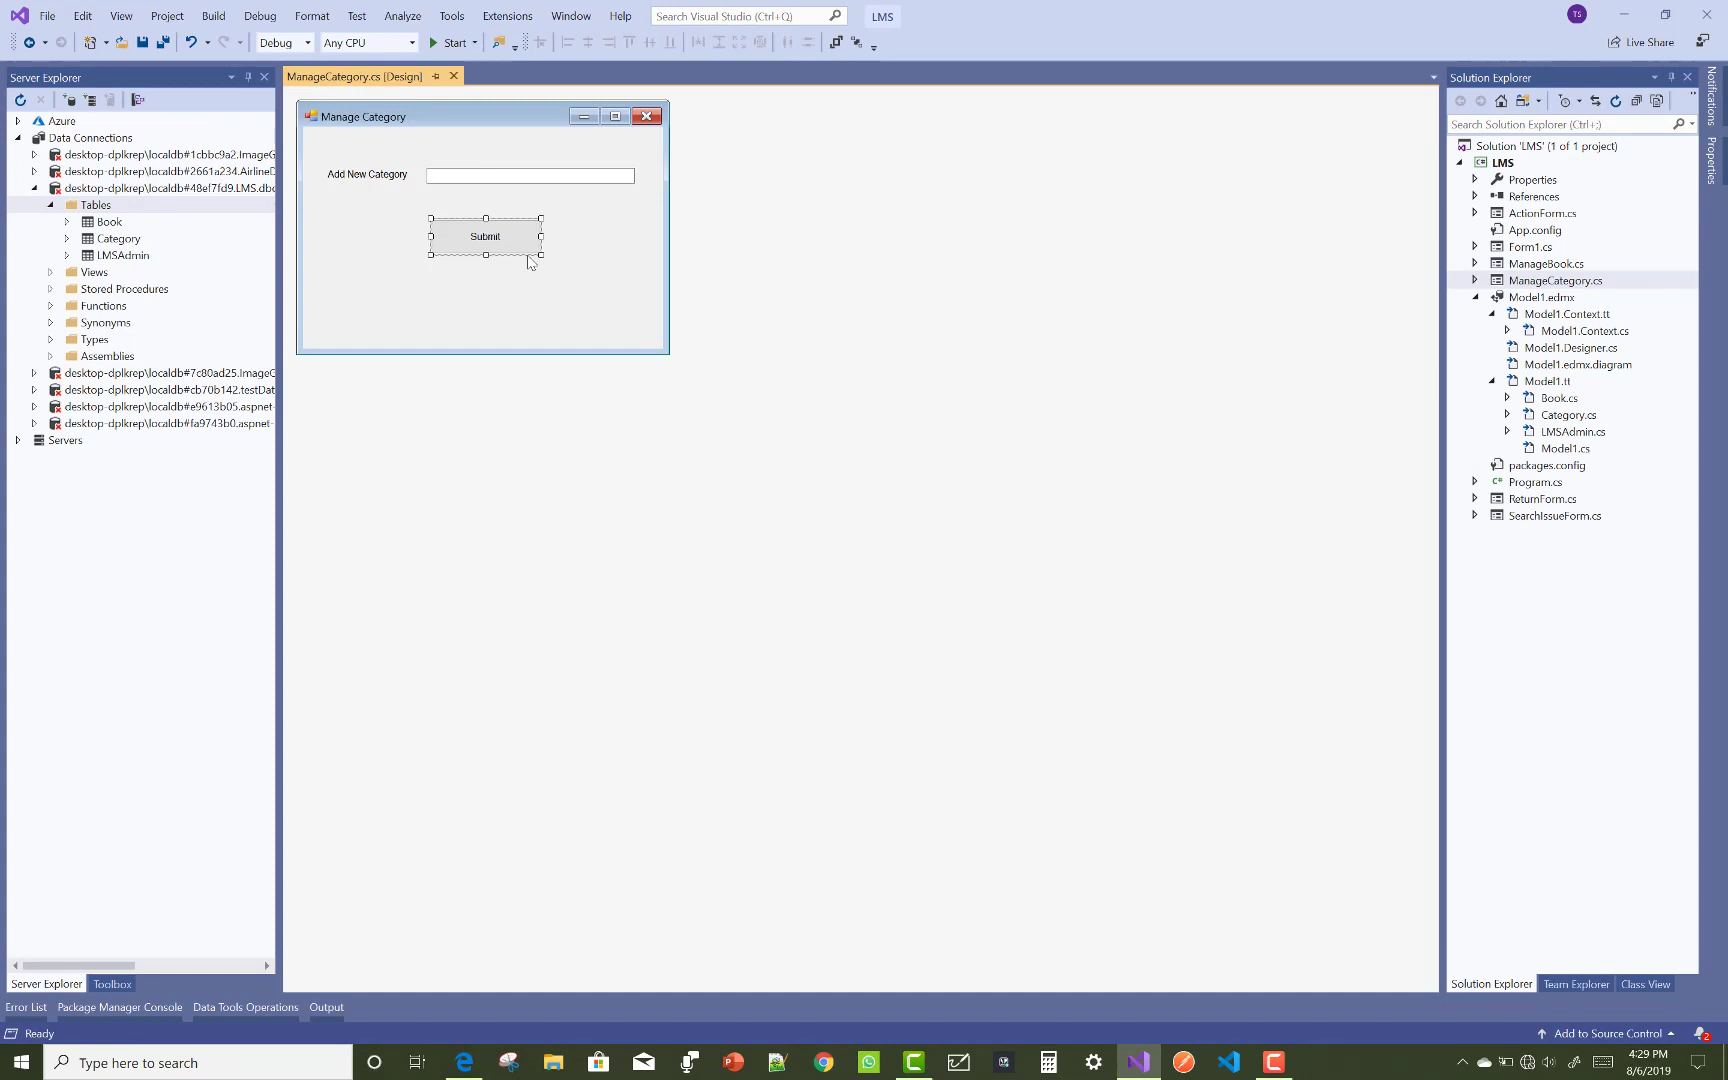 File Edit View Project Build Debug Format Test Analyze Tools Extensions Window Help Search Visual Studio (Ctrl+Q) LMS TS
Debug Any CPU Start Live Share
Server Explorer
Azure
Data Connections
desktop-dplkrep\localdb#1cbbc9a2.ImageG
desktop-dplkrep\localdb#2661a234.AirlineD
desktop-dplkrep\localdb#48ef7fd9.LMS.dbo
Tables
Book
Category
LMSAdmin
Views
Stored Procedures
Functions
Synonyms
Types
Assemblies
desktop-dplkrep\localdb#7c80ad25.ImageG
desktop-dplkrep\localdb#cb70b142.testDat
desktop-dplkrep\localdb#e9613b05.aspnet-
desktop-dplkrep\localdb#fa9743b0.aspnet-
Servers
Server Explorer Toolbox
ManageCategory.cs [Design]
Manage Category
Add New Category
Submit
Solution Explorer
Search Solution Explorer (Ctrl+;)
Solution 'LMS' (1 of 1 project)
C# LMS
Properties
References
ActionForm.cs
App.config
Form1.cs
ManageBook.cs
ManageCategory.cs
Model1.edmx
Model1.Context.tt
Model1.Context.cs
Model1.Designer.cs
Model1.edmx.diagram
Model1.tt
Book.cs
Category.cs
LMSAdmin.cs
Model1.cs
packages.config
C# Program.cs
ReturnForm.cs
SearchIssueForm.cs
Solution Explorer Team Explorer Class View
Notifications
Properties
Error List Package Manager Console Data Tools Operations Output
Ready Add to Source Control 2
Type here to search
4:29 PM
8/6/2019